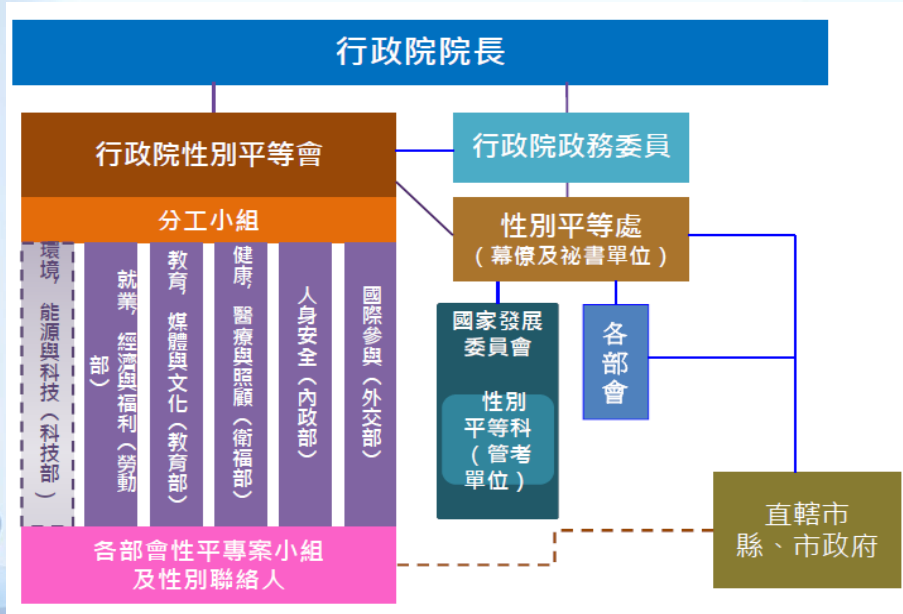 行政院院長
行政院性別平等會
行政院政務委員
分工小組
性別平等處
（幕僚及祕書單位）
環境，能源與科技（科技部）
就業，經濟與福利（勞動
部）
教育，媒體與文化（教育部）
健康，醫療與照顧（衛福部）
人身安全（內政部）
國際參與（外交部）
國家發展
委員會
性別
平等科
（管考
單位）
各部會
各部會性平專案小組
及性別聯絡人
直轄市
縣、市政府